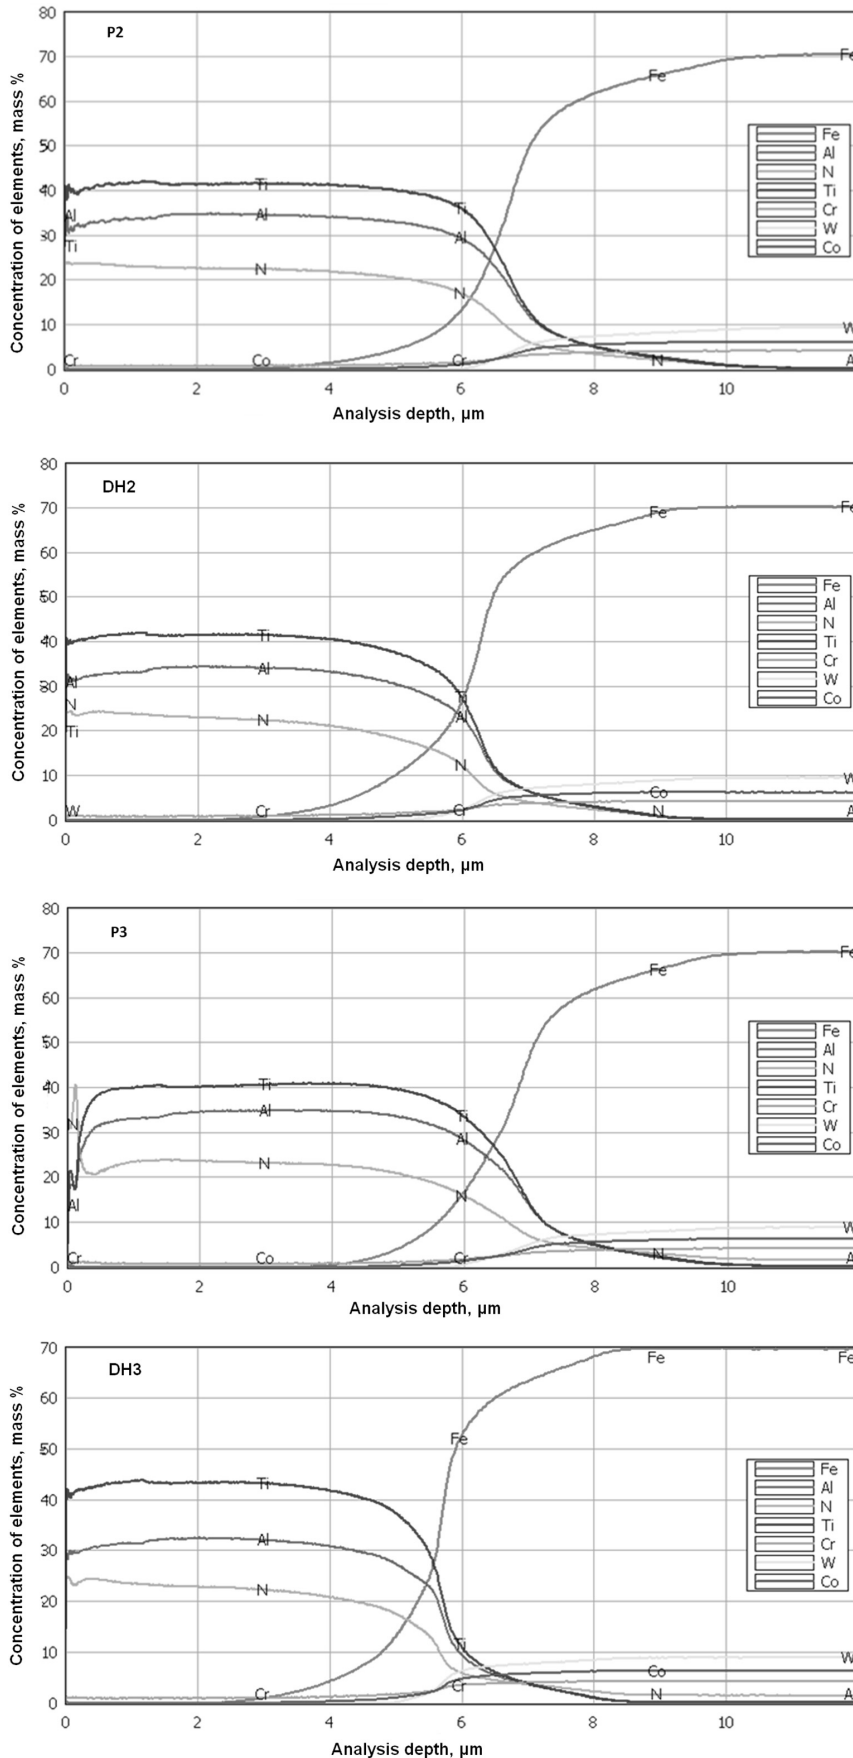 P2
Concentration of elements, mass %
80
70
60
50
40
30
20
10
0
Al
Ti
Cr
Ti
Al
N
Co
Ti
Al
N
Cr
Fe
N
Fe
W
A
Fe
Al
N
Ti
Cr
W
Co
0 2 4 6 8 10
Analysis depth, µm
DH2
Concentration of elements, mass %
80
70
60
50
40
30
20
10
0
Al
N
Ti
W
Ti
Al
N
Cr
Ti
Al
N
C
Fe
Co
N
Fe
W
A
Fe
Al
N
Ti
Cr
W
Co
0 2 4 6 8 10
Analysis depth, µm
P3
Concentration of elements, mass %
80
70
60
50
40
30
20
10
0
N
Al
Cr
Ti
Al
N
Co
Ti
Al
N
Cr
Fe
N
Fe
W
A
Fe
Al
N
Ti
Cr
W
Co
0 2 4 6 8 10
Analysis depth, µm
DH3
Concentration of elements, mass %
70
60
50
40
30
20
10
0
Ti
Al
N
Cr
Fe
Ti
Cr
Fe
Co
N
Fe
W
A
Fe
Al
N
Ti
Cr
W
Co
0 2 4 6 8 10
Analysis depth, µm